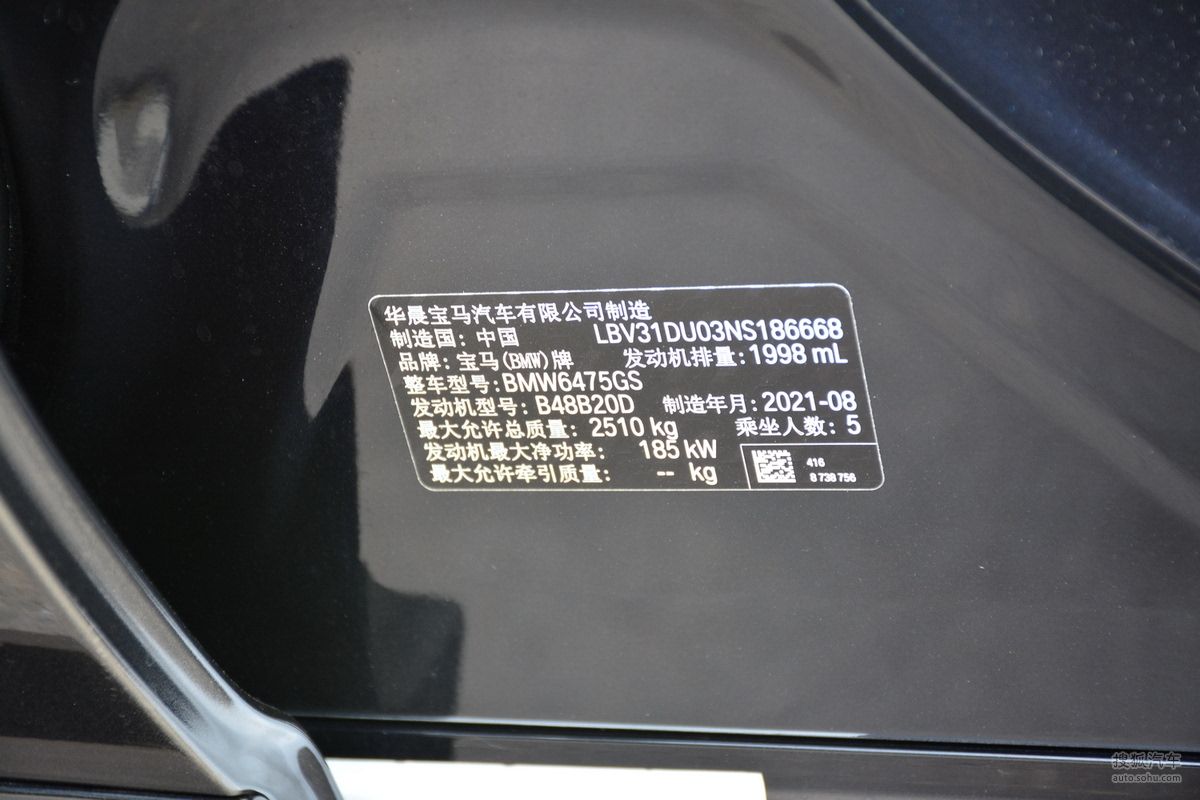 华晨宝马汽车有限公司制造
制造国：中国 LBV31DU03NS186668
品牌：宝马(BMW)牌 发动机排量：1998 mL
整车型号：BMW6475GS
发动机型号：B48B20D 制造年月：2021-08
最大允许总质量：2510 kg 乘坐人数：5
发动机最大净功率：185 kW
最大允许牵引质量：-- kg
416
8 738 756
搜狐汽车
auto.sohu.com